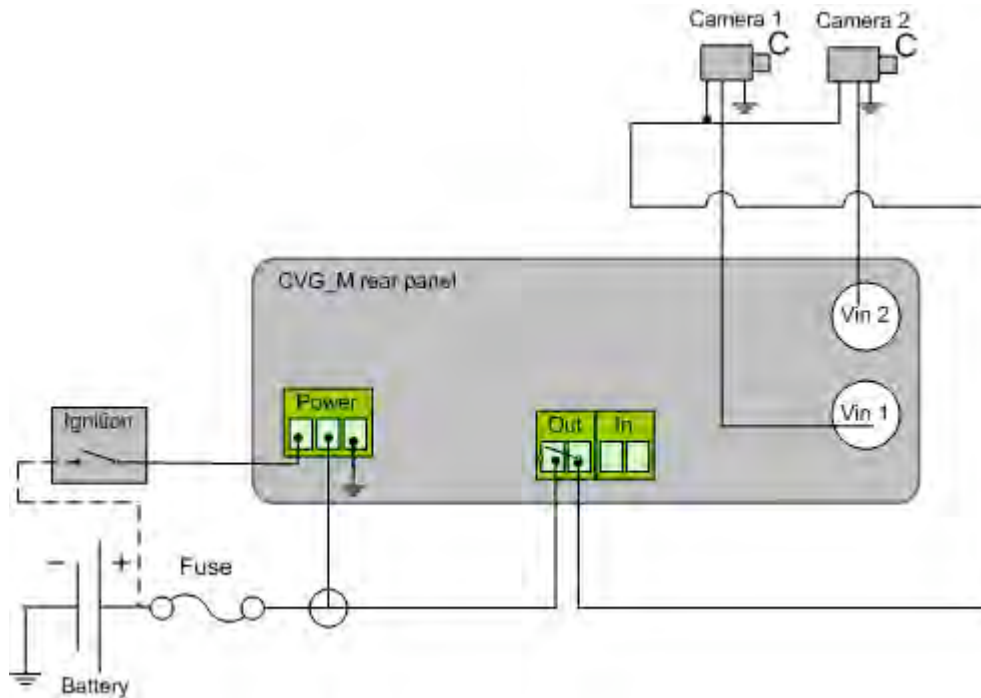 Camera 1
Camera 2
C
C
CVG_M rear panel
Vin 2
Power
Ignition
Out
In
Vin 1
-
+
Fuse
Battery